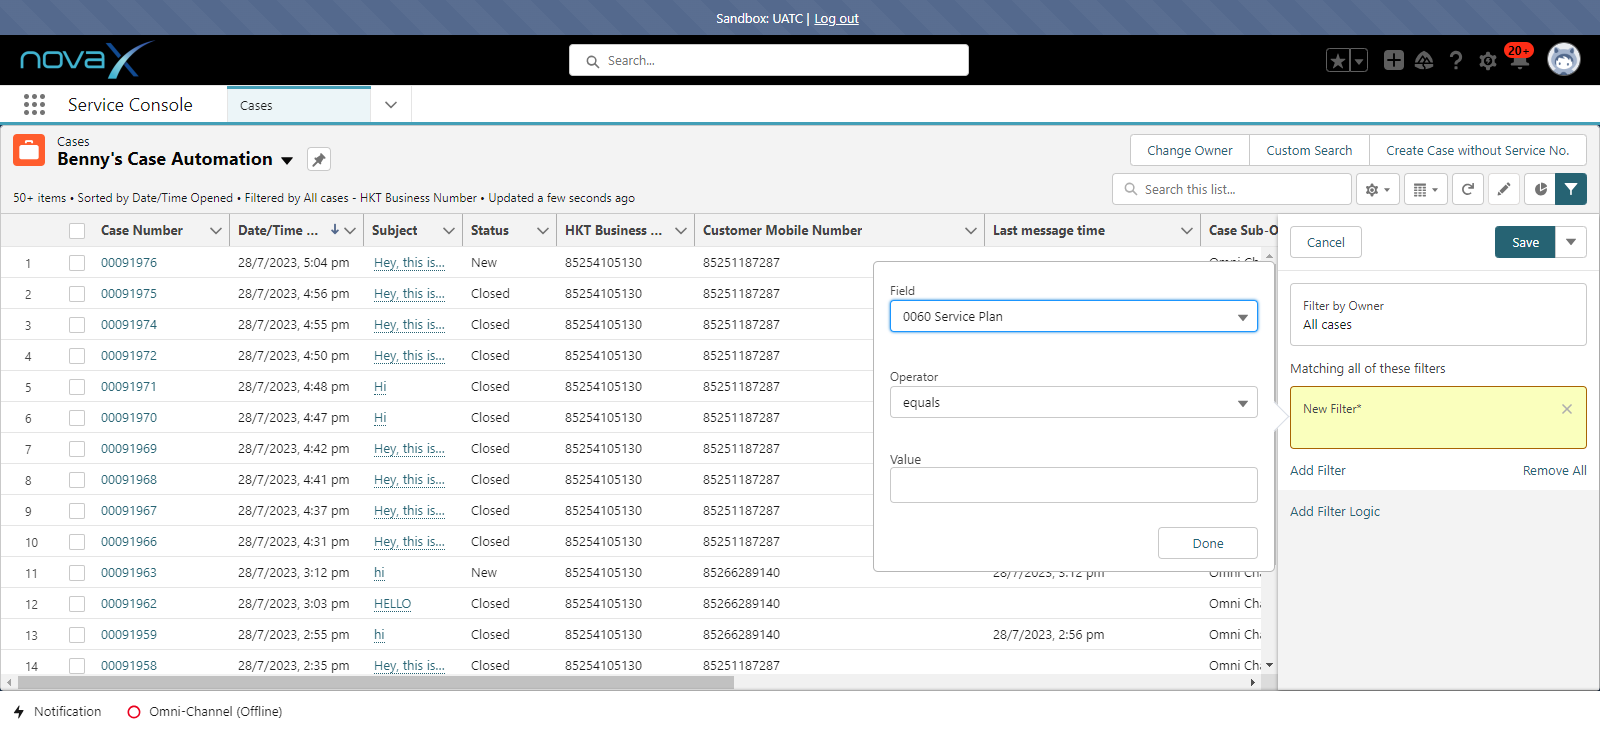 Sandbox: UATC | Log out
novax
Search...
20+
Service Console
Cases
Cases
Benny's Case Automation
Change Owner
Custom Search
Create Case without Service No.
50+ items • Sorted by Date/Time Opened • Filtered by All cases - HKT Business Number • Updated a few seconds ago
Search this list...
Case Number Date/Time ... Subject Status HKT Business ... Customer Mobile Number Last message time Case Sub-O
1 00091976 28/7/2023, 5:04 pm Hey, this is... New 85254105130 85251187287
2 00091975 28/7/2023, 4:56 pm Hey, this is... Closed 85254105130 85251187287
3 00091974 28/7/2023, 4:55 pm Hey, this is... Closed 85254105130 85251187287
4 00091972 28/7/2023, 4:50 pm Hey, this is... Closed 85254105130 85251187287
5 00091971 28/7/2023, 4:48 pm Hi Closed 85254105130 85251187287
6 00091970 28/7/2023, 4:47 pm Hi Closed 85254105130 85251187287
7 00091969 28/7/2023, 4:42 pm Hey, this is... Closed 85254105130 85251187287
8 00091968 28/7/2023, 4:41 pm Hey, this is... Closed 85254105130 85251187287
9 00091967 28/7/2023, 4:37 pm Hey, this is... Closed 85254105130 85251187287
10 00091966 28/7/2023, 4:31 pm Hey, this is... Closed 85254105130 85251187287
11 00091963 28/7/2023, 3:12 pm hi New 85254105130 85266289140 28/7/2023, 3:12 pm Omni Cha
12 00091962 28/7/2023, 3:03 pm HELLO Closed 85254105130 85266289140 Omni Cha
13 00091959 28/7/2023, 2:55 pm hi Closed 85254105130 85266289140 28/7/2023, 2:56 pm Omni Cha
14 00091958 28/7/2023, 2:35 pm Hey, this is... Closed 85254105130 85251187287 Omni Cha
Field
0060 Service Plan
Operator
equals
Value
Done
Cancel
Save
Filter by Owner
All cases
Matching all of these filters
New Filter*
Add Filter
Remove All
Add Filter Logic
Notification
Omni-Channel (Offline)